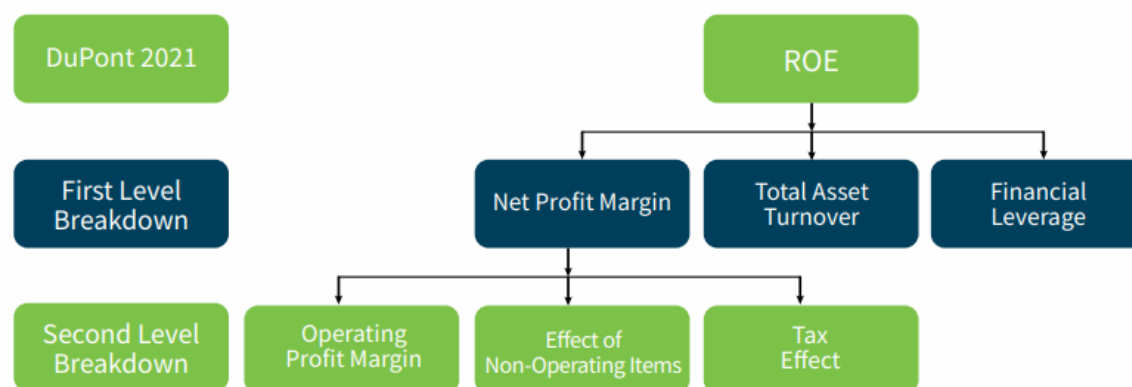 DuPont 2021
ROE
First Level
Breakdown
Net Profit Margin
Total Asset
Turnover
Financial
Leverage
Second Level
Breakdown
Operating
Profit Margin
Effect of
Non-Operating Items
Tax
Effect